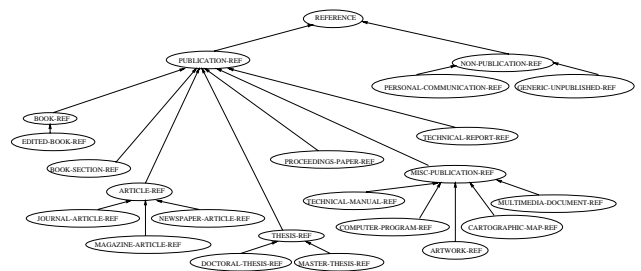 REFERENCE
PUBLICATION-REF
NON-PUBLICATION-REF
PERSONAL-COMMUNICATION-REF
GENERIC-UNPUBLISHED-REF
BOOK-REF
EDITED-BOOK-REF
TECHNICAL-REPORT-REF
BOOK-SECTION-REF
PROCEEDINGS-PAPER-REF
MISC-PUBLICATION-REF
ARTICLE-REF
TECHNICAL-MANUAL-REF
MULTIMEDIA-DOCUMENT-REF
JOURNAL-ARTICLE-REF
NEWSPAPER-ARTICLE-REF
COMPUTER-PROGRAM-REF
CARTOGRAPHIC-MAP-REF
MAGAZINE-ARTICLE-REF
THESIS-REF
ARTWORK-REF
DOCTORAL-THESIS-REF
MASTER-THESIS-REF